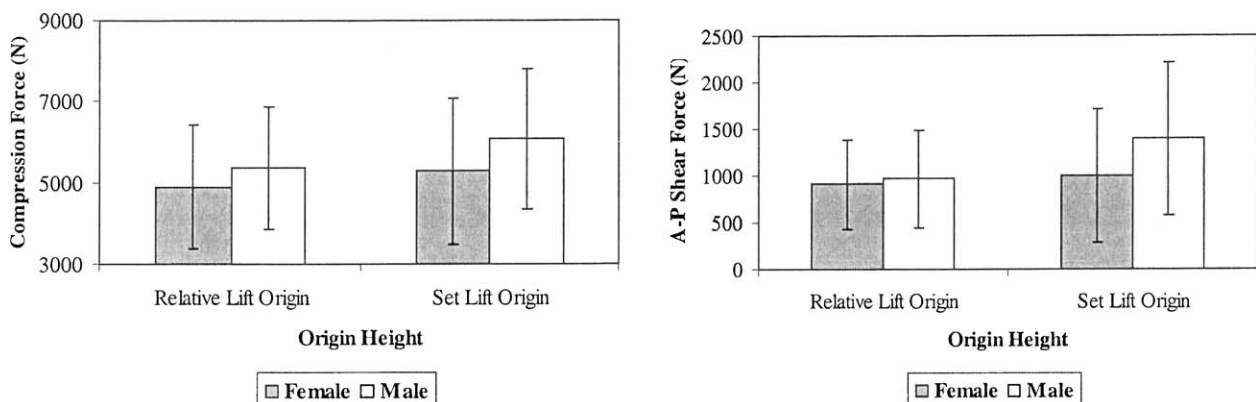 Compression Force (N)
9000
7000
5000
3000
Relative Lift Origin Set Lift Origin
Origin Height
Female Male
A-P Shear Force (N)
2500
2000
1500
1000
500
0
Relative Lift Origin Set Lift Origin
Origin Height
Female Male